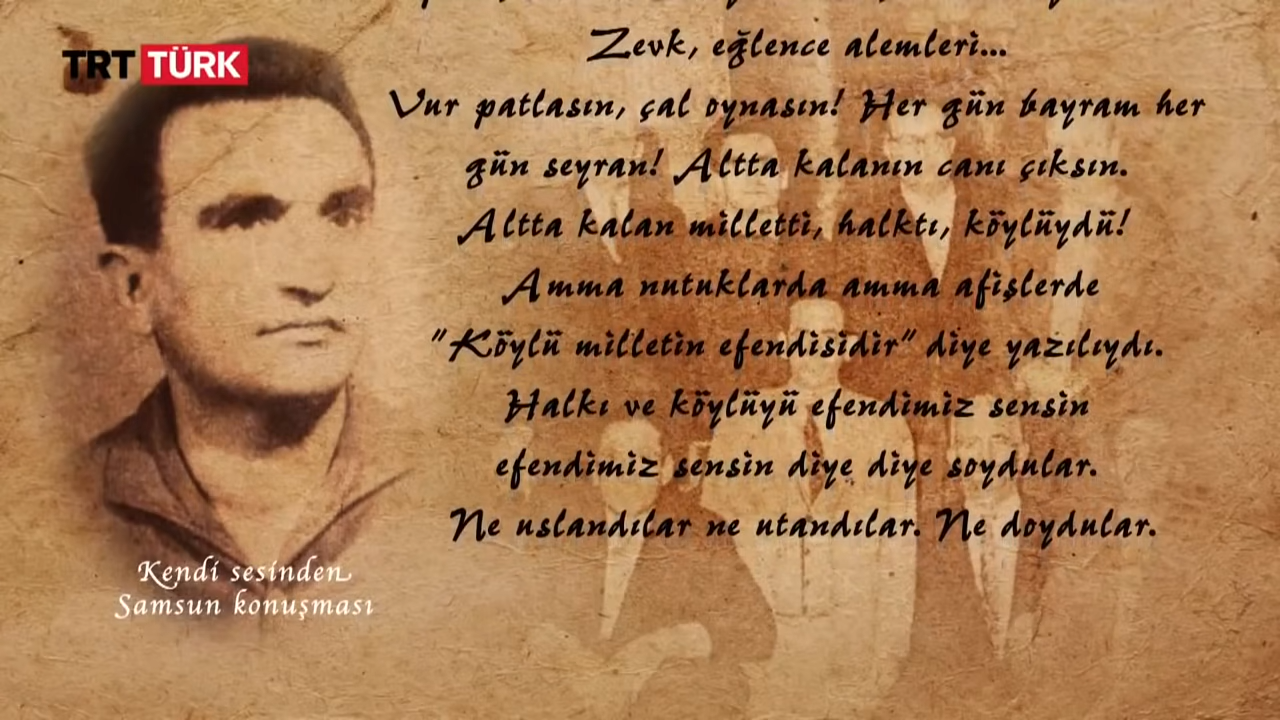 TRT TÜRK
Zevk, eğlence alemleri...
Vur patlasın, çal oynasın! Her gün bayram her
gün seyran! Altta kalanın canı çıksın.
Altta kalan milletti, halktı, köylüydü!
Amma nutuklarda amma afişlerde
"Köylü milletin efendisidir" diye yazılıydı.
Halkı ve köylüyü efendimiz sensin
efendimiz sensin diye diye soydular.
Ne uslandılar ne utandılar. Ne doydular.
Kendi sesinden
Samsun konuşması